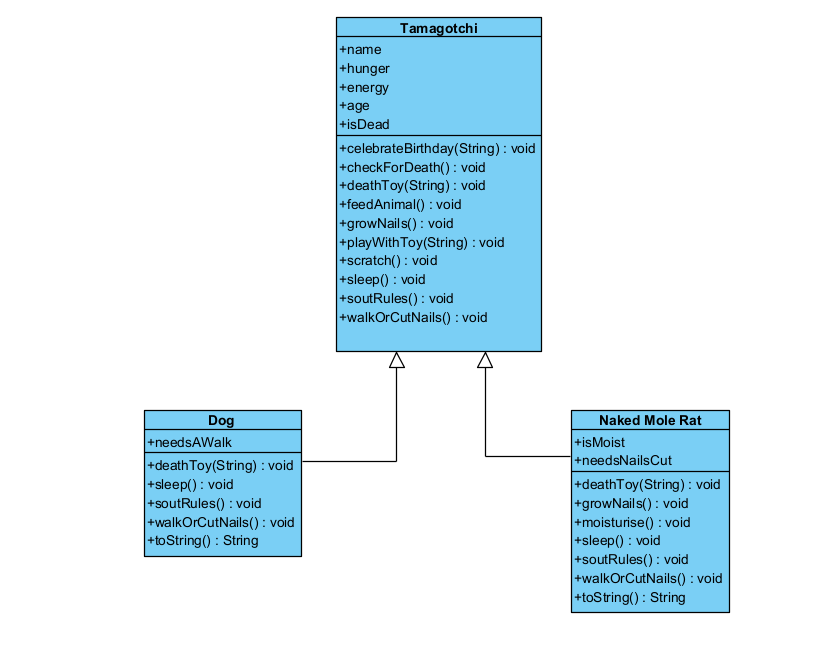 Tamagotchi
+name
+hunger
+energy
+age
+isDead
+celebrateBirthday(String) : void
+checkForDeath() : void
+deathToy(String) : void
+feedAnimal() : void
+growNails() : void
+playWithToy(String) : void
+scratch() : void
+sleep() : void
+soutRules() : void
+walkOrCutNails() : void
Dog
+needsAWalk
+deathToy(String) : void
+sleep() : void
+soutRules() : void
+walkOrCutNails() : void
+toString() : String
Naked Mole Rat
+isMoist
+needsNailsCut
+deathToy(String) : void
+growNails() : void
+moisturise() : void
+sleep() : void
+soutRules() : void
+walkOrCutNails() : void
+toString() : String